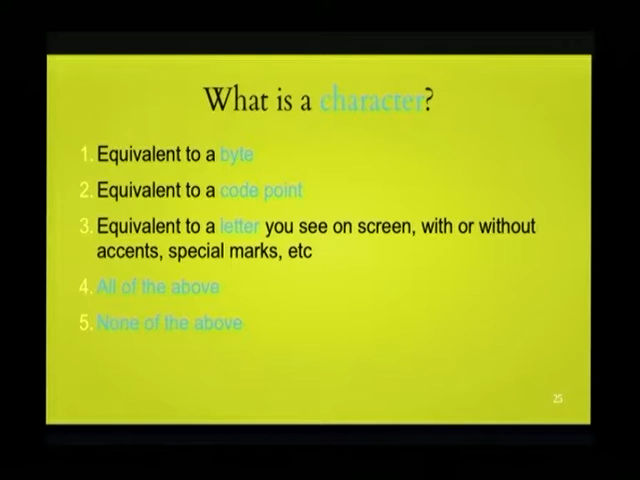 What is a character?
1. Equivalent to a byte
2. Equivalent to a code point
3. Equivalent to a letter you see on screen, with or without
accents, special marks, etc
4. All of the above
5. None of the above
25